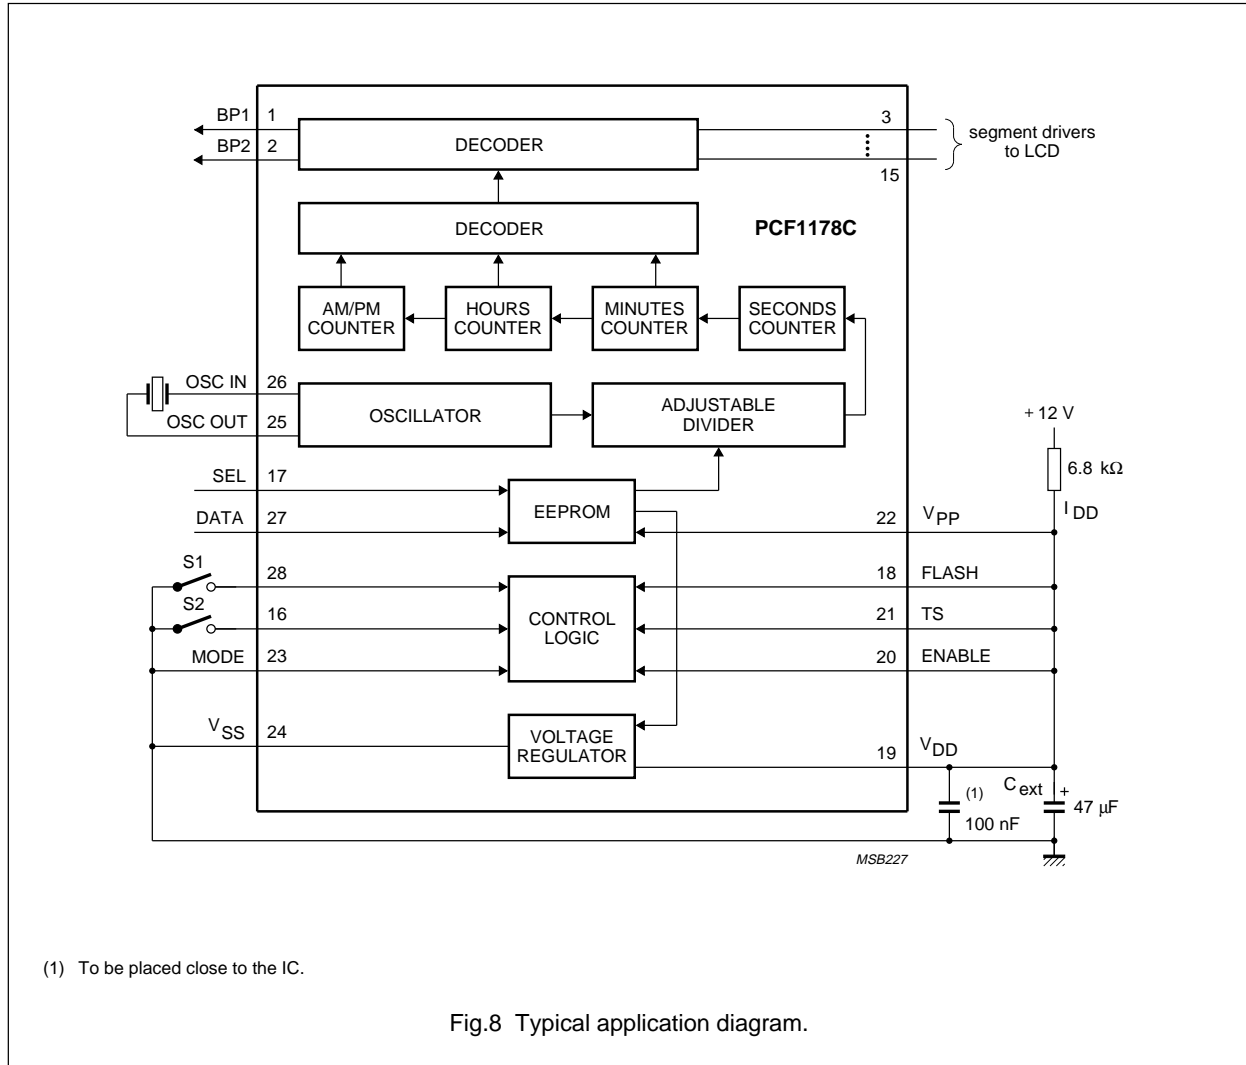 BP1 1
BP2 2
DECODER
3
15
segment drivers
to LCD
DECODER
PCF1178C
AM/PM
COUNTER
HOURS
COUNTER
MINUTES
COUNTER
SECONDS
COUNTER
OSC IN 26
OSC OUT 25
OSCILLATOR
ADJUSTABLE
DIVIDER
+ 12 V
6.8 kΩ
I DD
SEL 17
DATA 27
EEPROM
22 VPP
S1
28
S2
16
MODE 23
CONTROL
LOGIC
18 FLASH
21 TS
20 ENABLE
VSS 24
VOLTAGE
REGULATOR
19 VDD
(1)
100 nF
Cext +
47 µF
MSB227
(1) To be placed close to the IC.
Fig.8 Typical application diagram.